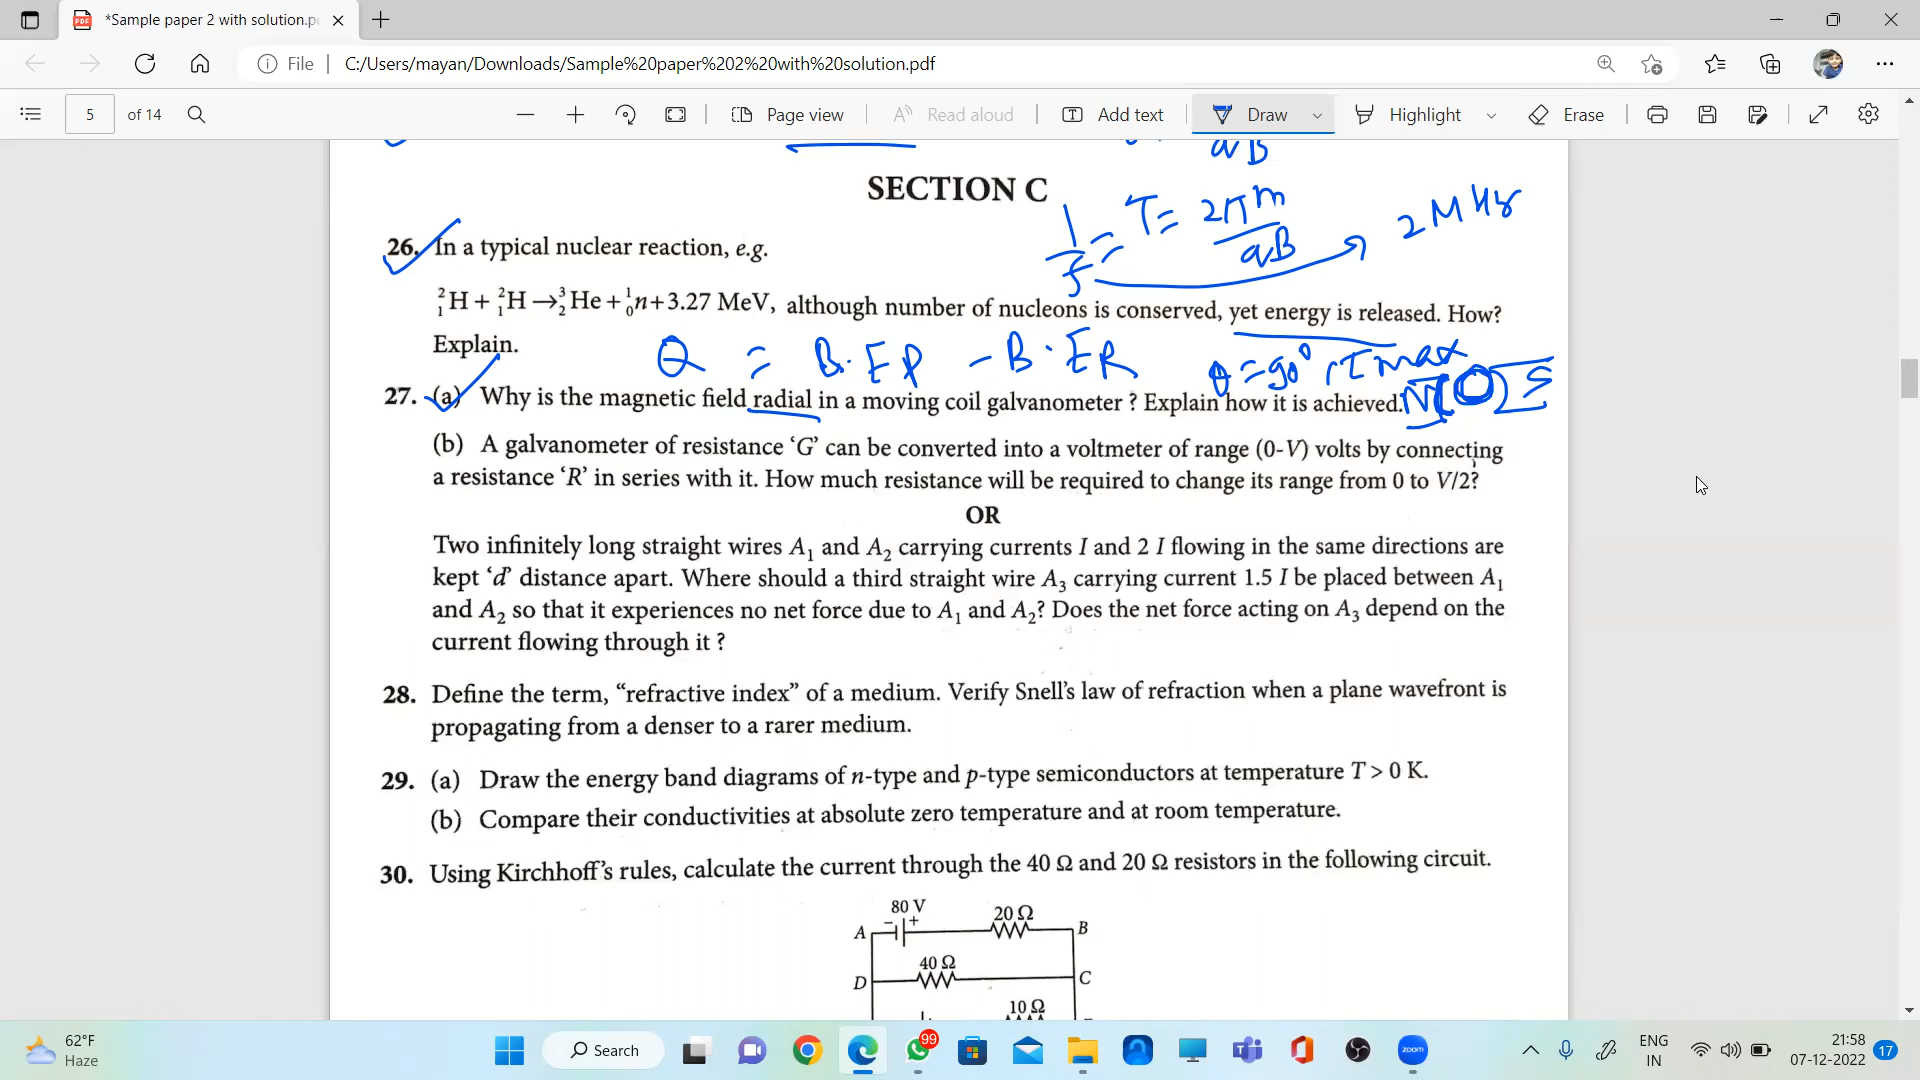 *Sample paper 2 with solution.p
File
C:/Users/mayan/Downloads/Sample%20paper%202%20with%20solution.pdf
5 of 14
Page view
Read aloud
Add text
Draw
Highlight
Erase
aB
SECTION C
1/f = T = 2πm/aB
2 M Hz
26. In a typical nuclear reaction, e.g.
²₁H + ²₁H → ³₂He + ¹₀n + 3.27 MeV, although number of nucleons is conserved, yet energy is released. How?
Explain.
Q = B.EP - B.ER
θ = 90° τ max
27. (a) Why is the magnetic field radial in a moving coil galvanometer ? Explain how it is achieved.
N S
(b) A galvanometer of resistance ‘G’ can be converted into a voltmeter of range (0-V) volts by connecting
a resistance ‘R’ in series with it. How much resistance will be required to change its range from 0 to V/2?
OR
Two infinitely long straight wires A₁ and A₂ carrying currents I and 2 I flowing in the same directions are
kept ‘d’ distance apart. Where should a third straight wire A₃ carrying current 1.5 I be placed between A₁
and A₂ so that it experiences no net force due to A₁ and A₂? Does the net force acting on A₃ depend on the
current flowing through it ?
28. Define the term, “refractive index” of a medium. Verify Snell’s law of refraction when a plane wavefront is
propagating from a denser to a rarer medium.
29. (a) Draw the energy band diagrams of n-type and p-type semiconductors at temperature T > 0 K.
(b) Compare their conductivities at absolute zero temperature and at room temperature.
30. Using Kirchhoff’s rules, calculate the current through the 40 Ω and 20 Ω resistors in the following circuit.
80 V
20 Ω
A
− +
B
40 Ω
D
C
10 Ω
62°F
Haze
Search
99
zoom
ENG
IN
21:58
07-12-2022
17